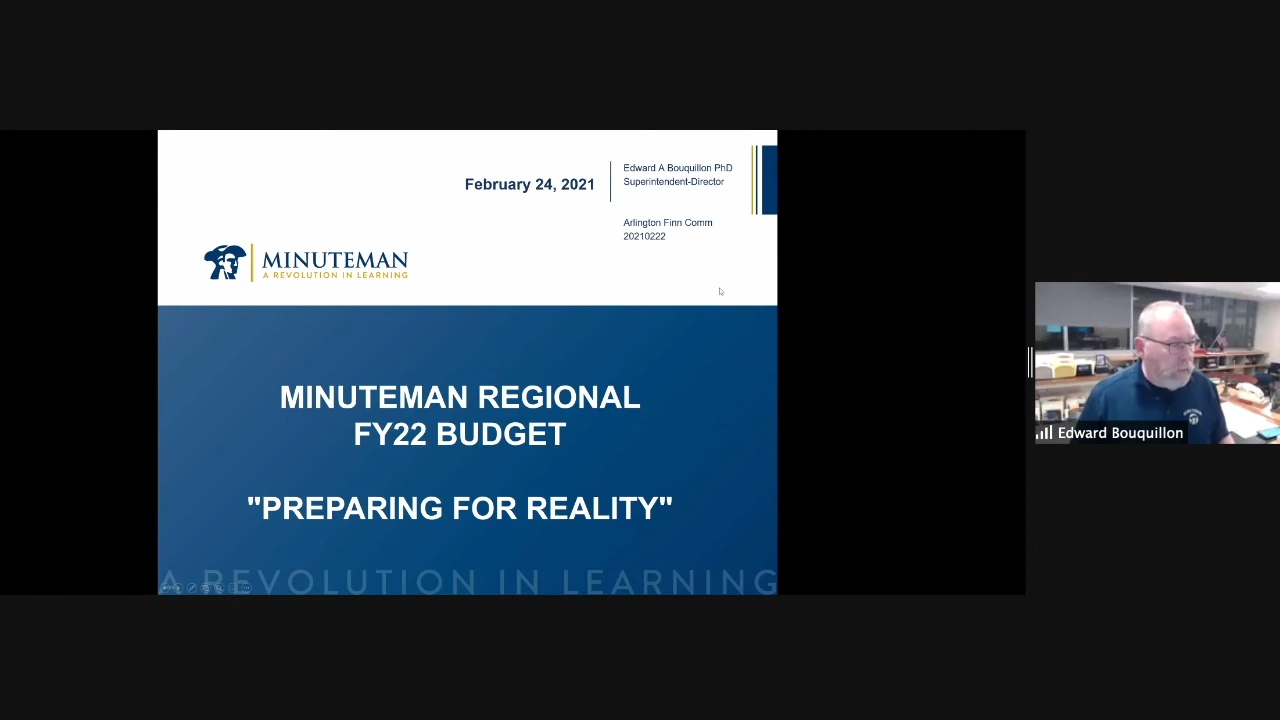 February 24, 2021
Edward A Bouquillon PhD
Superintendent-Director
Arlington Finn Comm
20210222
MINUTEMAN
A REVOLUTION IN LEARNING
MINUTEMAN REGIONAL
FY22 BUDGET
"PREPARING FOR REALITY"
A REVOLUTION IN LEARNING
Edward Bouquillon